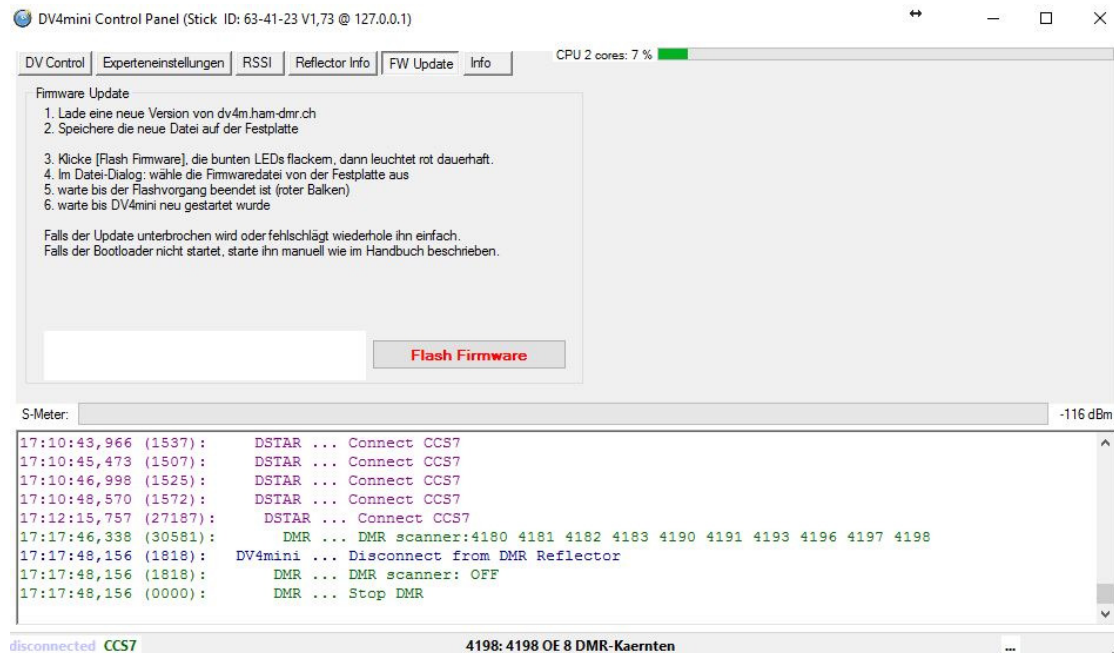 DV4mini Control Panel (Stick ID: 63-41-23 V1,73 @ 127.0.0.1)
DV Control Experteneinstellungen RSSI Reflector Info FW Update Info CPU 2 cores: 7 %
Firmware Update
1. Lade eine neue Version von dv4m.ham-dmr.ch
2. Speichere die neue Datei auf der Festplatte
3. Klicke [Flash Firmware], die bunten LEDs flackern, dann leuchtet rot dauerhaft.
4. Im Datei-Dialog: wähle die Firmwaredatei von der Festplatte aus
5. warte bis der Flashvorgang beendet ist (roter Balken)
6. warte bis DV4mini neu gestartet wurde
Falls der Update unterbrochen wird oder fehlschlägt wiederhole ihn einfach.
Falls der Bootloader nicht startet, starte ihn manuell wie im Handbuch beschrieben.
Flash Firmware
S-Meter: -116 dBm
17:10:43,966 (1537): DSTAR ... Connect CCS7
17:10:45,473 (1507): DSTAR ... Connect CCS7
17:10:46,998 (1525): DSTAR ... Connect CCS7
17:10:48,570 (1572): DSTAR ... Connect CCS7
17:12:15,757 (27187): DSTAR ... Connect CCS7
17:17:46,338 (30581): DMR ... DMR scanner:4180 4181 4182 4183 4190 4191 4193 4196 4197 4198
17:17:48,156 (1818): DV4mini ... Disconnect from DMR Reflector
17:17:48,156 (1818): DMR ... DMR scanner: OFF
17:17:48,156 (0000): DMR ... Stop DMR
disconnected CCS7 4198: 4198 OE 8 DMR-Kaernten ...